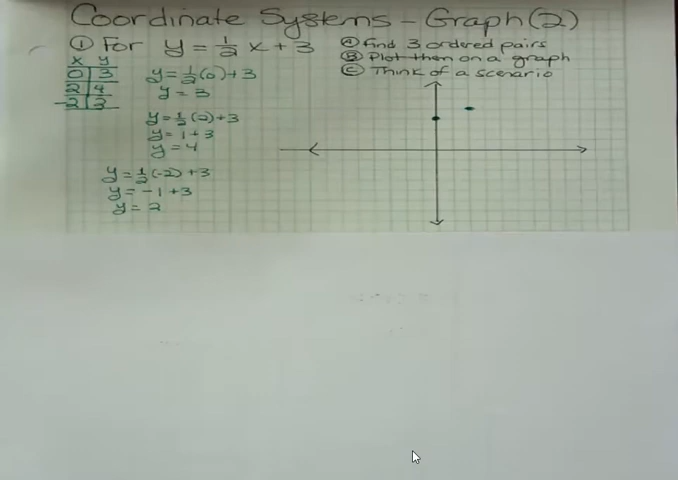 Coordinate Systems - Graph (2)
① For y = 1/2 x + 3
Ⓐ Find 3 ordered pairs
Ⓑ Plot them on a graph
Ⓒ Think of a scenario
x y
0 3
2 4
-2 2
y = 1/2 (0) + 3
y = 3
y = 1/2 (2) + 3
y = 1 + 3
y = 4
y = 1/2 (-2) + 3
y = -1 + 3
y = 2